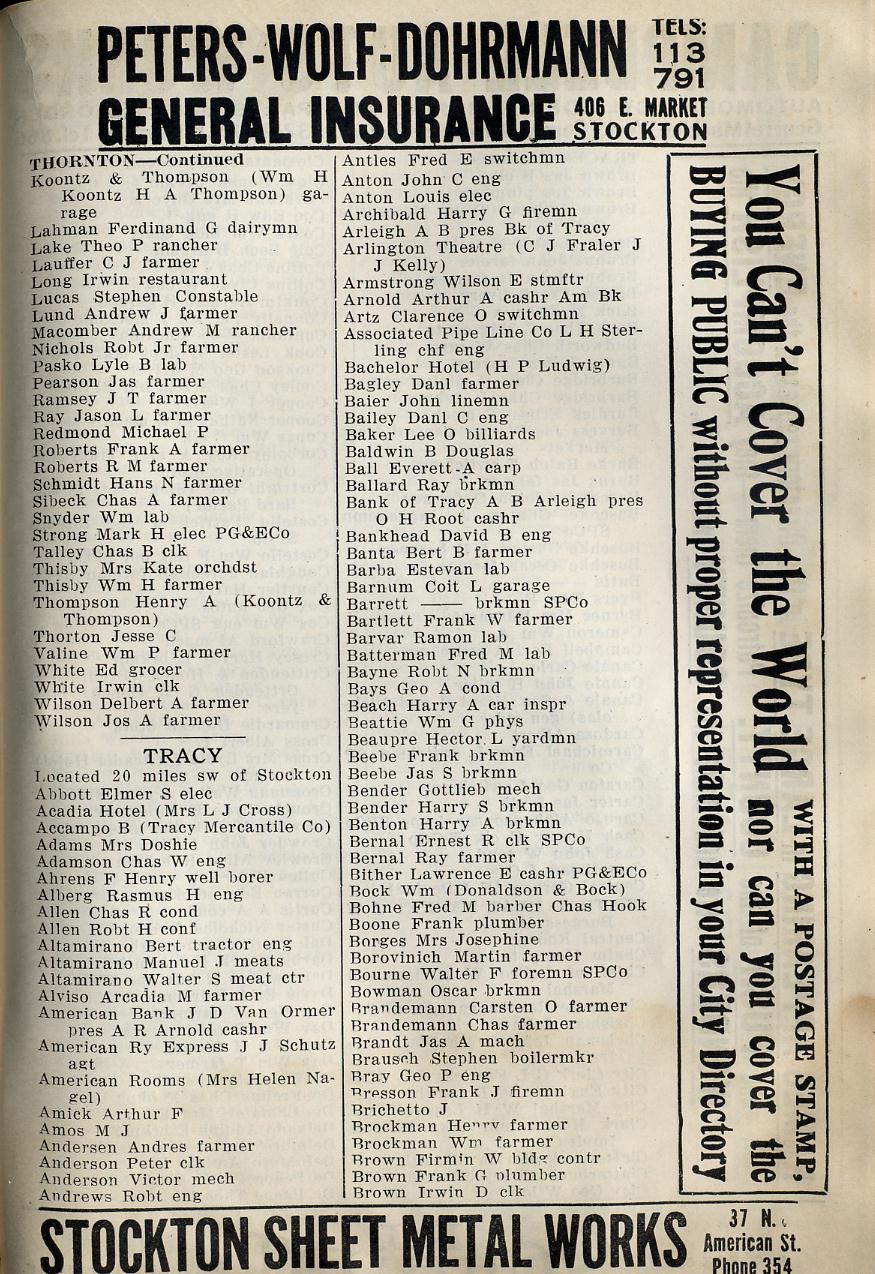 PETERS-WOLF-DOHRMANN
GENERAL INSURANCE
TELS:
113
791
406 E. MARKET
STOCKTON
THORNTON—Continued
Koontz & Thompson (Wm H
Koontz H A Thompson) ga-
rage
Lahman Ferdinand G dairymn
Lake Theo P rancher
Lauffer C J farmer
Long Irwin restaurant
Lucas Stephen Constable
Lund Andrew J farmer
Macomber Andrew M rancher
Nichols Robt Jr farmer
Pasko Lyle B lab
Pearson Jas farmer
Ramsey J T farmer
Ray Jason L farmer
Redmond Michael P
Roberts Frank A farmer
Roberts R M farmer
Schmidt Hans N farmer
Sibeck Chas A farmer
Snyder Wm lab
Strong Mark H elec PG&ECo
Talley Chas B clk
Thisby Mrs Kate orchdst
Thisby Wm H farmer
Thompson Henry A (Koontz &
Thompson)
Thorton Jesse C
Valine Wm P farmer
White Ed grocer
White Irwin clk
Wilson Delbert A farmer
Wilson Jos A farmer
TRACY
Located 20 miles sw of Stockton
Abbott Elmer S elec
Acadia Hotel (Mrs L J Cross)
Accampo B (Tracy Mercantile Co)
Adams Mrs Doshie
Adamson Chas W eng
Ahrens F Henry well borer
Alberg Rasmus H eng
Allen Chas R cond
Allen Robt H conf
Altamirano Bert tractor eng
Altamirano Manuel J meats
Altamirano Walter S meat ctr
Alviso Arcadia M farmer
American Bank J D Van Ormer
pres A R Arnold cashr
American Ry Express J J Schutz
agt
American Rooms (Mrs Helen Na-
gel)
Amick Arthur F
Amos M J
Andersen Andres farmer
Anderson Peter clk
Anderson Victor mech
Andrews Robt eng
Antles Fred E switchmn
Anton John C eng
Anton Louis elec
Archibald Harry G firemn
Arleigh A B pres Bk of Tracy
Arlington Theatre (C J Fraler J
J Kelly)
Armstrong Wilson E stmftr
Arnold Arthur A cashr Am Bk
Artz Clarence O switchmn
Associated Pipe Line Co L H Ster-
ling chf eng
Bachelor Hotel (H P Ludwig)
Bagley Danl farmer
Baier John linemn
Bailey Danl C eng
Baker Lee O billiards
Baldwin B Douglas
Ball Everett A carp
Ballard Ray brkmn
Bank of Tracy A B Arleigh pres
O H Root cashr
Bankhead David B eng
Banta Bert B farmer
Barba Estevan lab
Barnum Coit L garage
Barrett —— brkmn SPCo
Bartlett Frank W farmer
Barvar Ramon lab
Batterman Fred M lab
Bayne Robt N brkmn
Bays Geo A cond
Beach Harry A car inspr
Beattie Wm G phys
Beaupre Hector L yardmn
Beebe Frank brkmn
Beebe Jas S brkmn
Bender Gottlieb mech
Bender Harry S brkmn
Benton Harry A brkmn
Bernal Ernest R clk SPCo
Bernal Ray farmer
Bither Lawrence E cashr PG&ECo
Bock Wm (Donaldson & Bock)
Bohne Fred M barber Chas Hook
Boone Frank plumber
Borges Mrs Josephine
Borovinich Martin farmer
Bourne Walter F foremn SPCo
Bowman Oscar brkmn
Brandemann Carsten O farmer
Brandemann Chas farmer
Brandt Jas A mach
Brausch Stephen boilermkr
Bray Geo P eng
Bresson Frank J firemn
Brichetto J
Brockman Henry farmer
Brockman Wm farmer
Brown Firmin W bldg contr
Brown Frank G plumber
Brown Irwin D clk
You Can't Cover the World WITH A POSTAGE STAMP,
nor can you cover the
BUYING PUBLIC without proper representation in your City Directory
STOCKTON SHEET METAL WORKS
37 N.
American St.
Phone 354